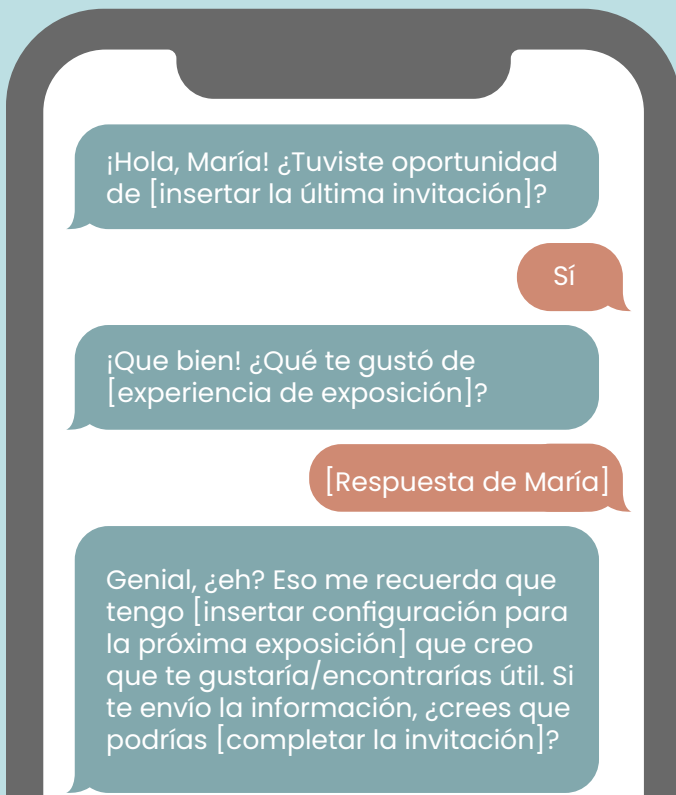 ¡Hola, María! ¿Tuviste oportunidad
de [insertar la última invitación]?
Sí
¡Que bien! ¿Qué te gustó de
[experiencia de exposición]?
[Respuesta de María]
Genial, ¿eh? Eso me recuerda que
tengo [insertar configuración para
la próxima exposición] que creo
que te gustaría/encontrarías útil. Si
te envío la información, ¿crees que
podrías [completar la invitación]?